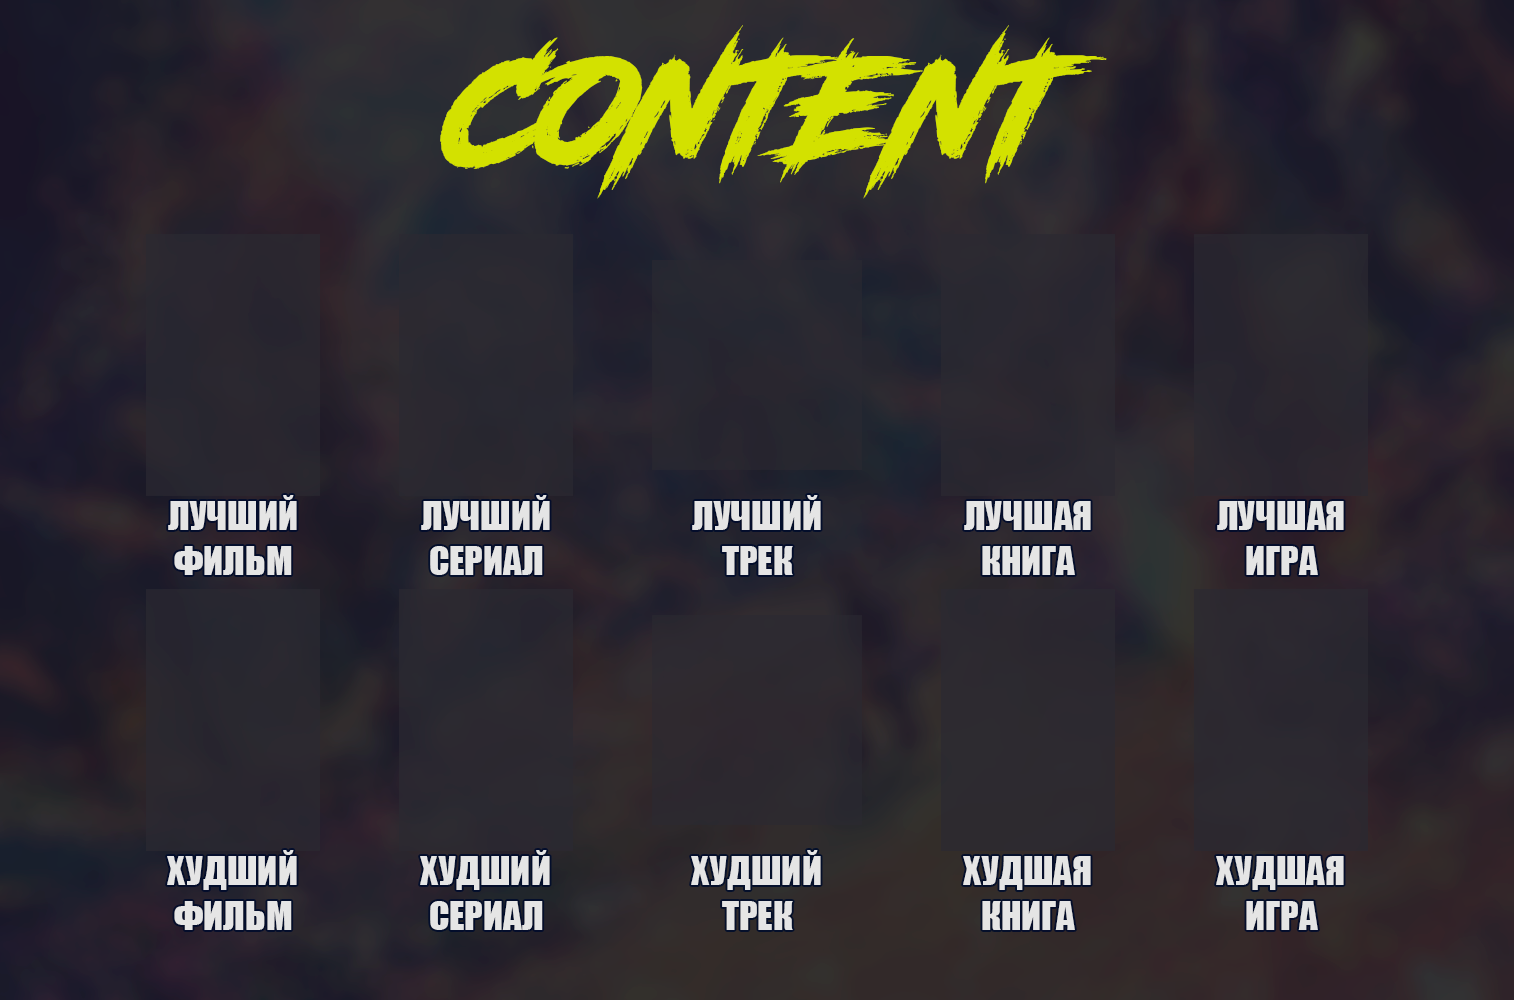 CONTENT
ЛУЧШИЙ
ФИЛЬМ
ЛУЧШИЙ
СЕРИАЛ
ЛУЧШИЙ
ТРЕК
ЛУЧШАЯ
КНИГА
ЛУЧШАЯ
ИГРА
ХУДШИЙ
ФИЛЬМ
ХУДШИЙ
СЕРИАЛ
ХУДШИЙ
ТРЕК
ХУДШАЯ
КНИГА
ХУДШАЯ
ИГРА